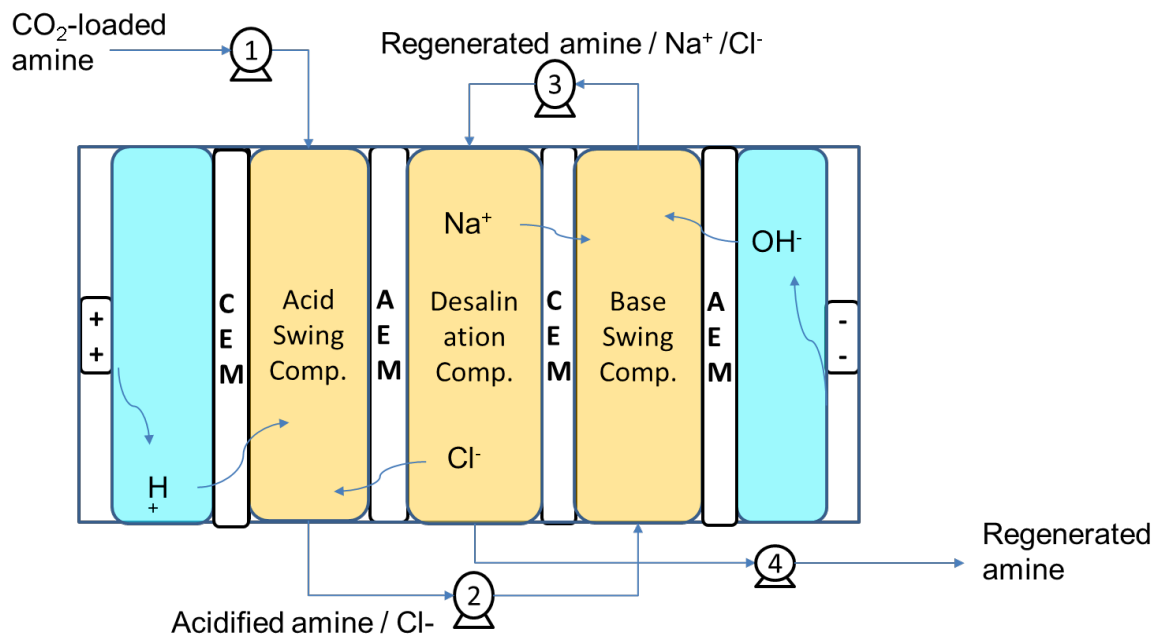 CO₂-loaded
amine
1
Regenerated amine / Na⁺ /Cl⁻
3
+
+
H
+
C
E
M
Acid
Swing
Comp.
A
E
M
Na⁺
Desalin
ation
Comp.
Cl⁻
C
E
M
Base
Swing
Comp.
A
E
M
OH⁻
-
-
Acidified amine / Cl-
2
4
Regenerated
amine